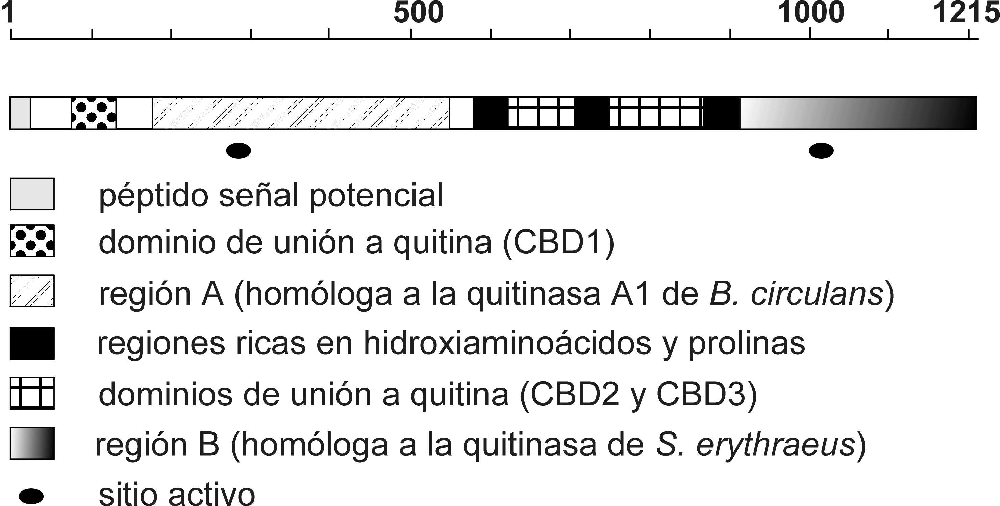 1 500 1000 1215
péptido señal potencial
dominio de unión a quitina (CBD1)
región A (homóloga a la quitinasa A1 de B. circulans)
regiones ricas en hidroxiaminoácidos y prolinas
dominios de unión a quitina (CBD2 y CBD3)
región B (homóloga a la quitinasa de S. erythraeus)
sitio activo